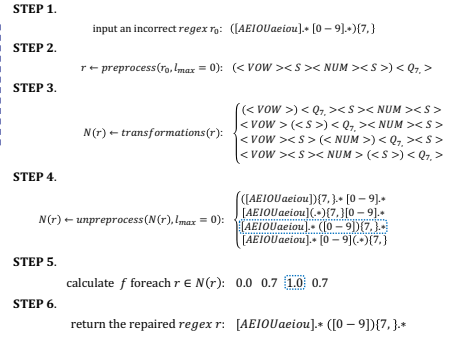 STEP 1.
input an incorrect regex r₀: ([AEIOUaeiou].∗ [0 − 9].∗){7, }
STEP 2.
r ← preprocess(r₀, lₘₐₓ = 0): (< VOW >< S >< NUM >< S >) < Q₇, >
STEP 3.
(< VOW >) < Q₇, >< S >< NUM >< S >
< VOW > (< S >) < Q₇, >< NUM >< S >
N(r) ← transformations(r):
< VOW >< S > (< NUM >) < Q₇, >< S >
< VOW >< S >< NUM > (< S >) < Q₇, >
STEP 4.
([AEIOUaeiou]){7, }.∗ [0 − 9].∗
[AEIOUaeiou](.∗){7, }[0 − 9].∗
N(r) ← unpreprocess(N(r), lₘₐₓ = 0):
[AEIOUaeiou].∗ ([0 − 9]){7, }.∗
[AEIOUaeiou].∗ [0 − 9](.∗){7, }
STEP 5.
calculate f foreach r ∈ N(r): 0.0 0.7 1.0 0.7
STEP 6.
return the repaired regex r: [AEIOUaeiou].∗ ([0 − 9]){7, }.∗